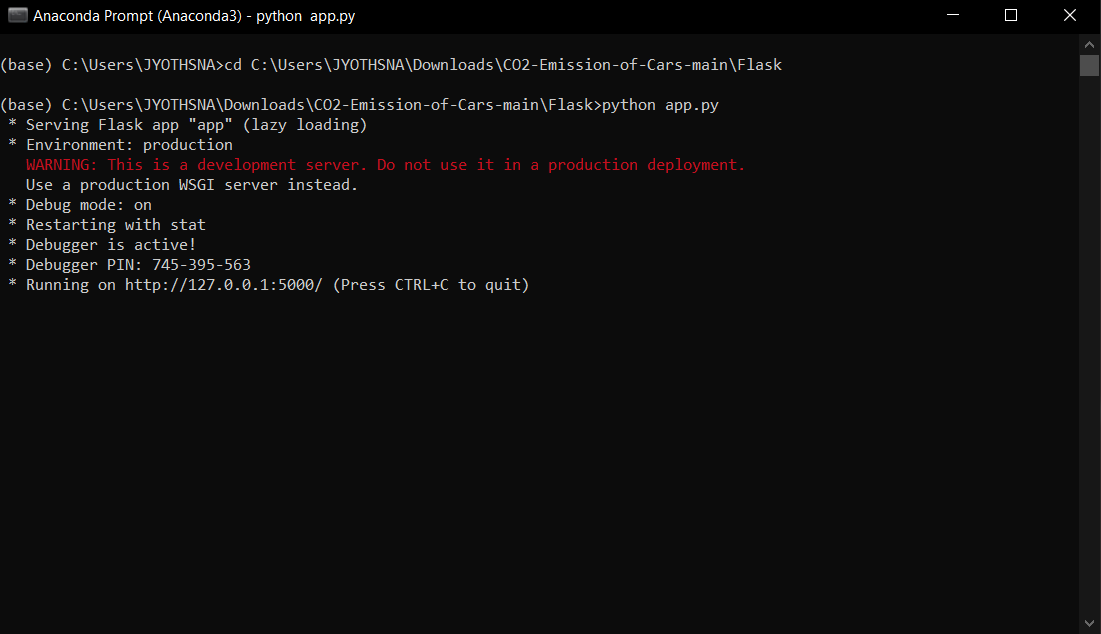 Anaconda Prompt (Anaconda3) - python  app.py
(base) C:\Users\JYOTHSNA>cd C:\Users\JYOTHSNA\Downloads\CO2-Emission-of-Cars-main\Flask
(base) C:\Users\JYOTHSNA\Downloads\CO2-Emission-of-Cars-main\Flask>python app.py
 * Serving Flask app "app" (lazy loading)
 * Environment: production
   WARNING: This is a development server. Do not use it in a production deployment.
   Use a production WSGI server instead.
 * Debug mode: on
 * Restarting with stat
 * Debugger is active!
 * Debugger PIN: 745-395-563
 * Running on http://127.0.0.1:5000/ (Press CTRL+C to quit)